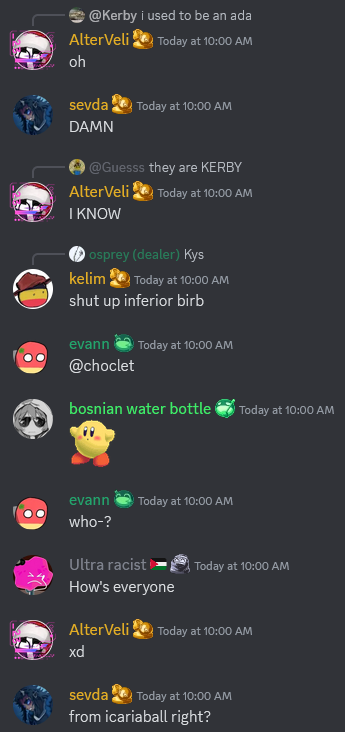 @Kerby i used to be an ada
AlterVeli Today at 10:00 AM
oh
sevda Today at 10:00 AM
DAMN
@Guesss they are KERBY
AlterVeli Today at 10:00 AM
I KNOW
osprey (dealer) Kys
kelim Today at 10:00 AM
shut up inferior birb
evann Today at 10:00 AM
@choclet
bosnian water bottle Today at 10:00 AM
evann Today at 10:00 AM
who-?
Ultra racist Today at 10:00 AM
How's everyone
AlterVeli Today at 10:00 AM
xd
sevda Today at 10:00 AM
from icariaball right?